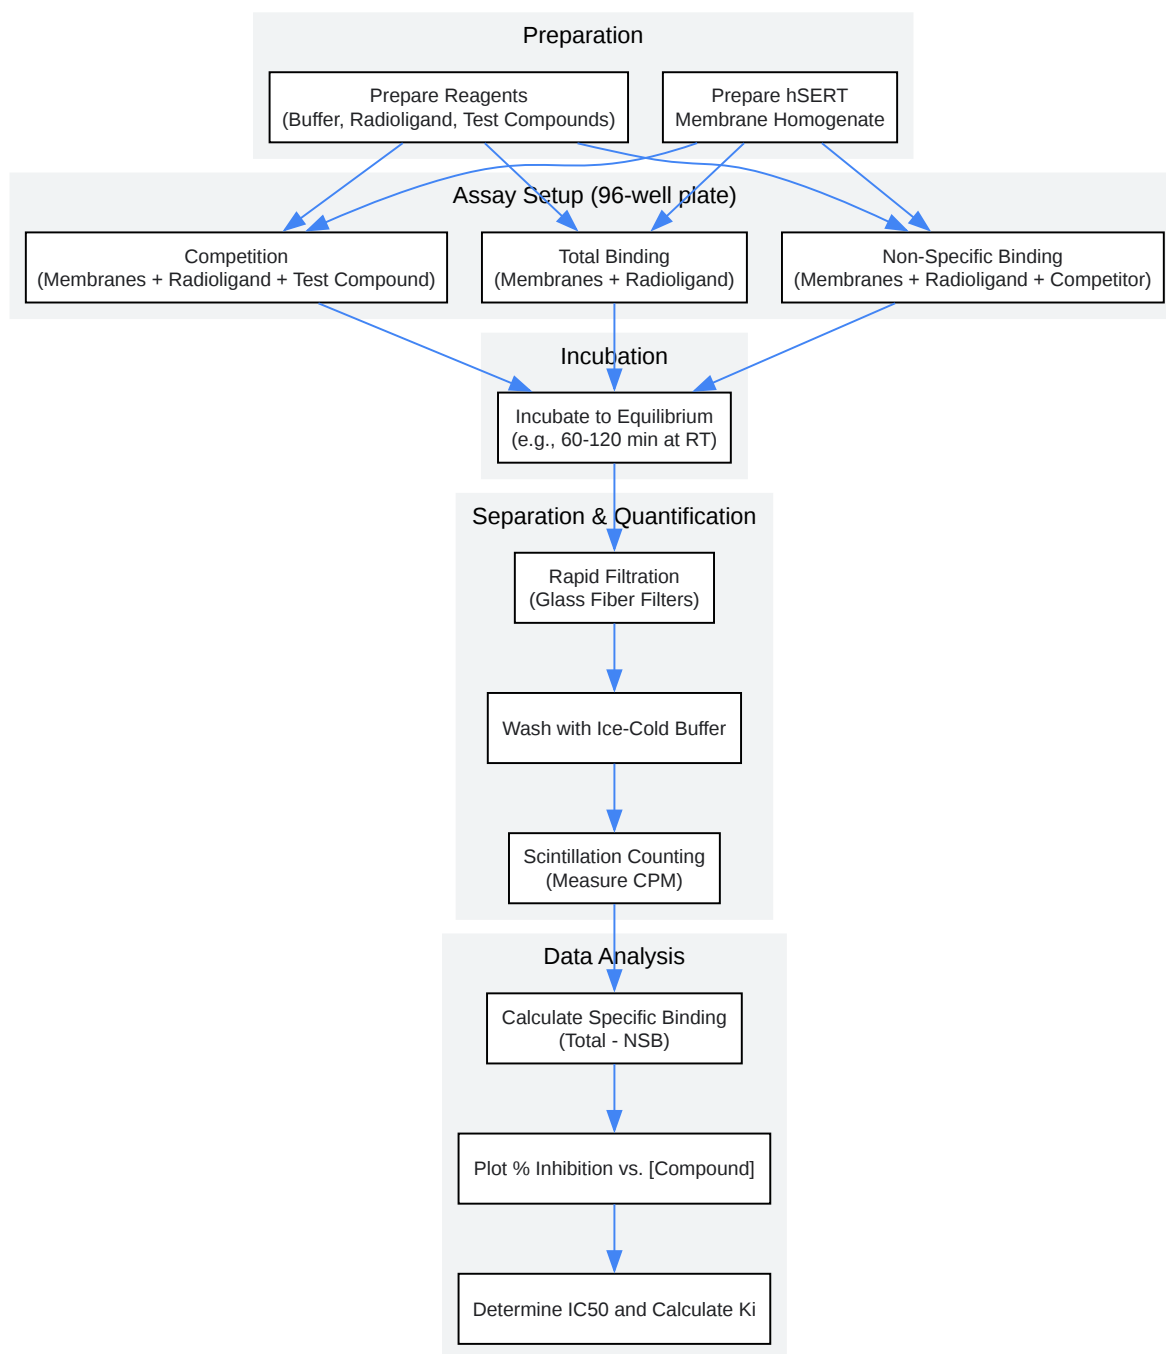 Preparation
Prepare Reagents
(Buffer, Radioligand, Test Compounds)
Prepare hSERT
Membrane Homogenate
Assay Setup (96-well plate)
Competition
(Membranes + Radioligand + Test Compound)
Total Binding
(Membranes + Radioligand)
Non-Specific Binding
(Membranes + Radioligand + Competitor)
Incubation
Incubate to Equilibrium
(e.g., 60-120 min at RT)
Separation & Quantification
Rapid Filtration
(Glass Fiber Filters)
Wash with Ice-Cold Buffer
Scintillation Counting
(Measure CPM)
Data Analysis
Calculate Specific Binding
(Total - NSB)
Plot % Inhibition vs. [Compound]
Determine IC50 and Calculate Ki